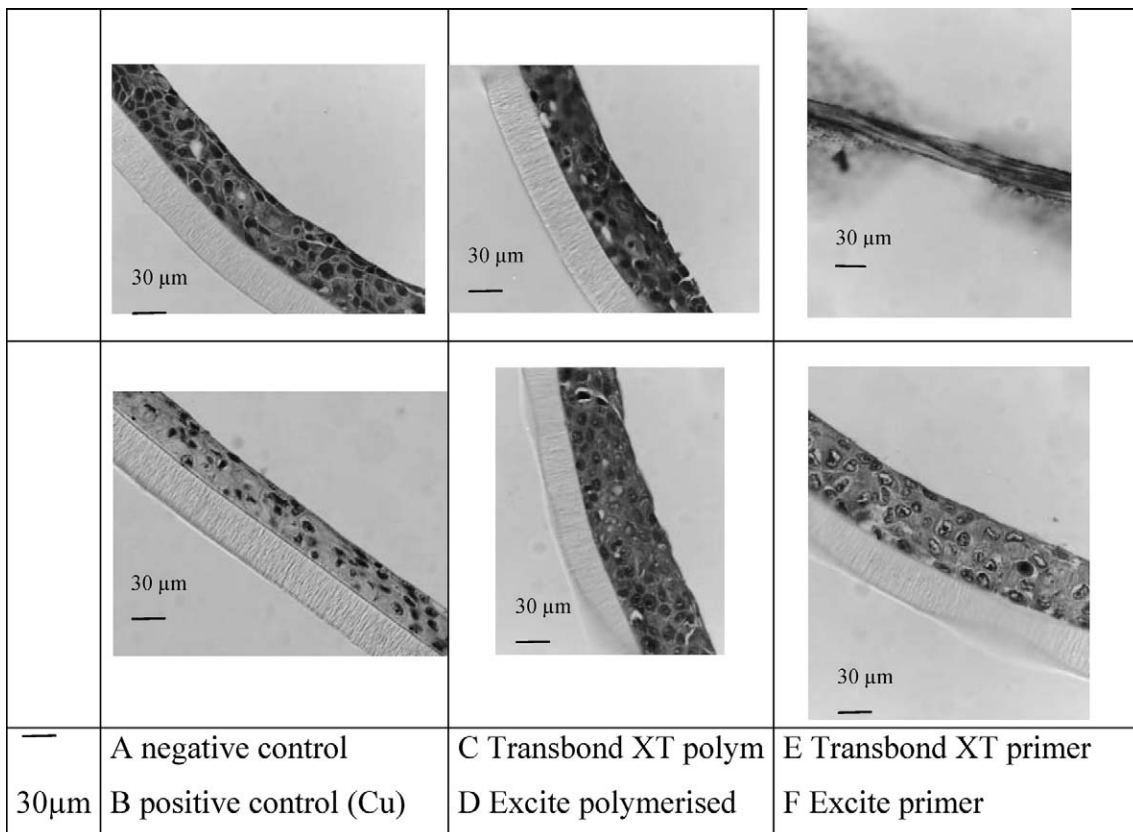 30 µm
30 µm
30 µm
30 µm
30 µm
30 µm
30µm
A negative control
B positive control (Cu)
C Transbond XT polym
D Excite polymerised
E Transbond XT primer
F Excite primer